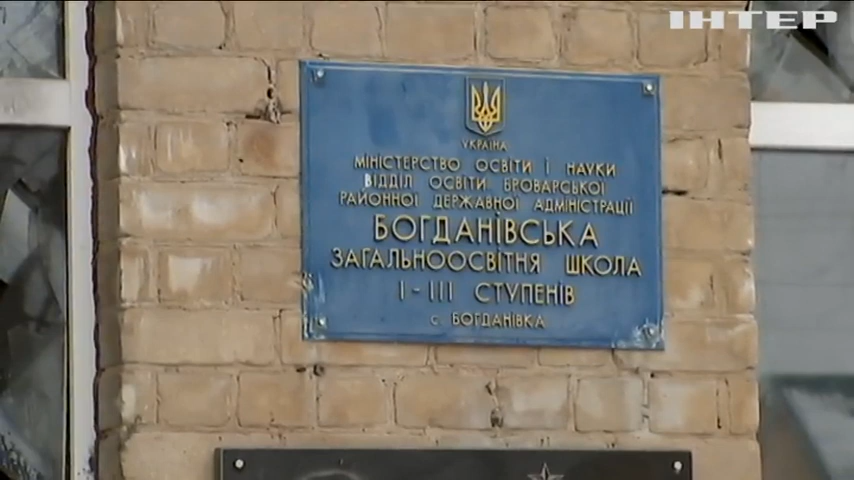 ІНТЕР
УКРАЇНА
МІНІСТЕРСТВО ОСВІТИ І НАУКИ
ВІДДІЛ ОСВІТИ БРОВАРСЬКОЇ
РАЙОННОЇ ДЕРЖАВНОЇ АДМІНІСТРАЦІЇ
БОГДАНІВСЬКА
ЗАГАЛЬНООСВІТНЯ ШКОЛА
І - ІІІ СТУПЕНІВ
с. БОГДАНІВКА